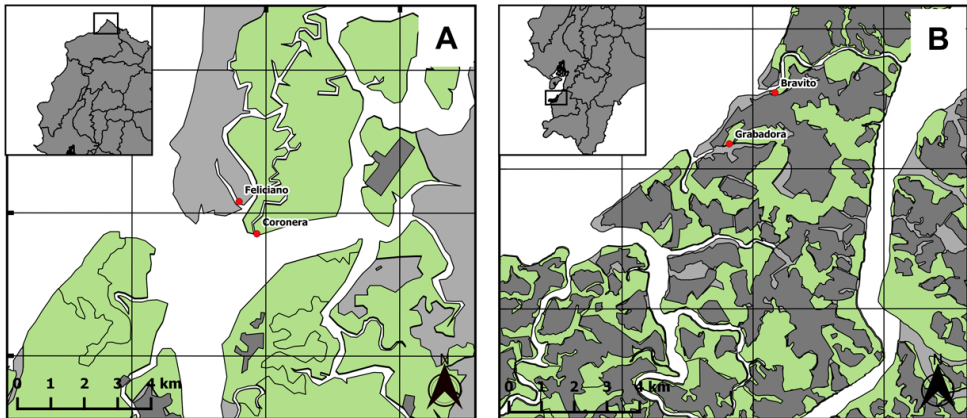 A
Feliciano
Coronera
N
0 1 2 3 4 km
B
Bravito
Grabadora
N
0 1 2 3 4 km